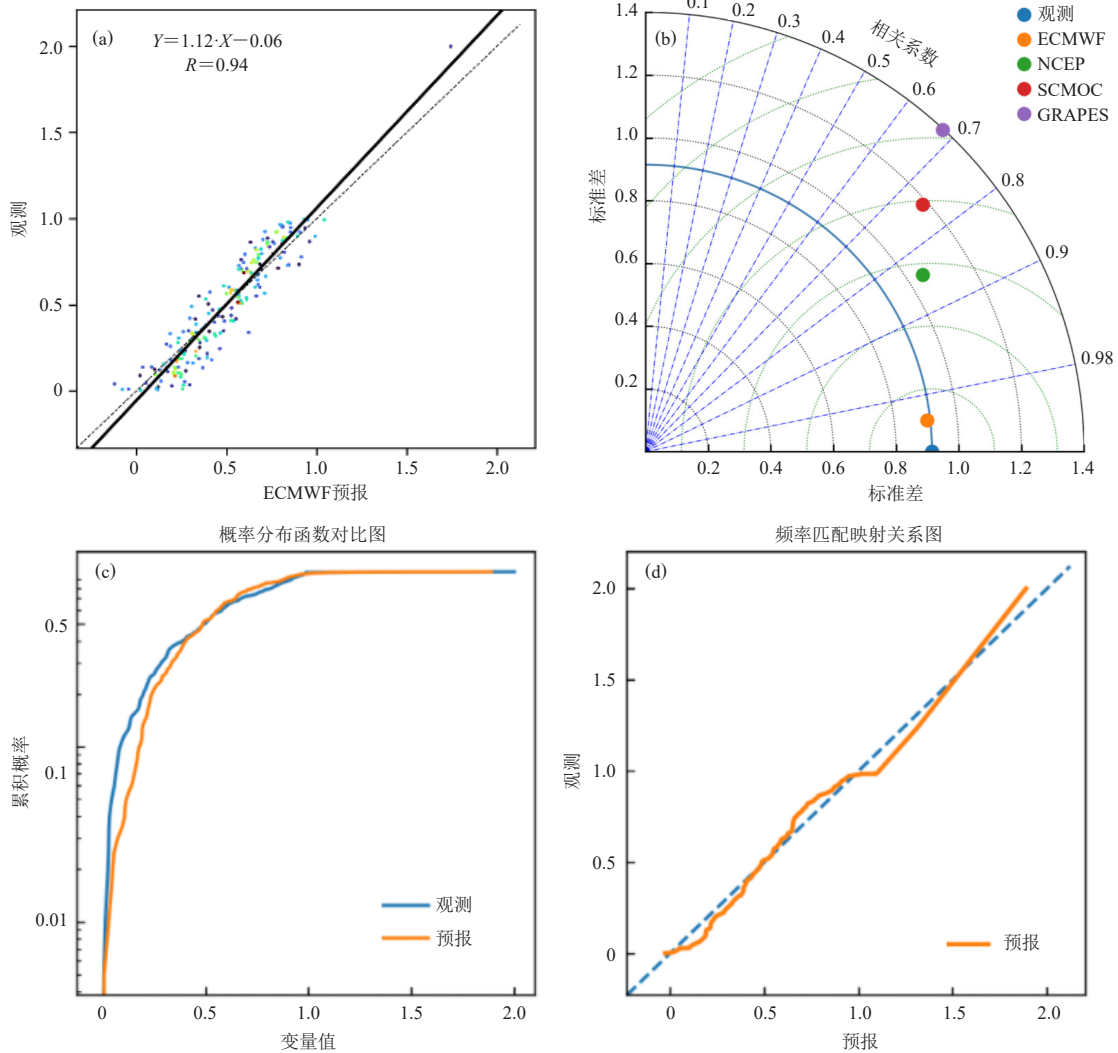 (a)
Y=1.12·X−0.06
R=0.94
2.0
1.5
1.0
0.5
0
观测
0
0.5
1.0
1.5
2.0
ECMWF预报
(b)
相关系数
0.1
0.2
0.3
0.4
0.5
0.6
0.7
0.8
0.9
0.98
观测
ECMWF
NCEP
SCMOC
GRAPES
1.4
1.2
1.0
0.8
0.6
0.4
0.2
标准差
0.2
0.4
0.6
0.8
1.0
1.2
1.4
标准差
概率分布函数对比图
(c)
0.5
0.1
0.01
累积概率
观测
预报
0
0.5
1.0
1.5
2.0
变量值
频率匹配映射关系图
(d)
2.0
1.5
1.0
0.5
0
观测
预报
0
0.5
1.0
1.5
2.0
预报